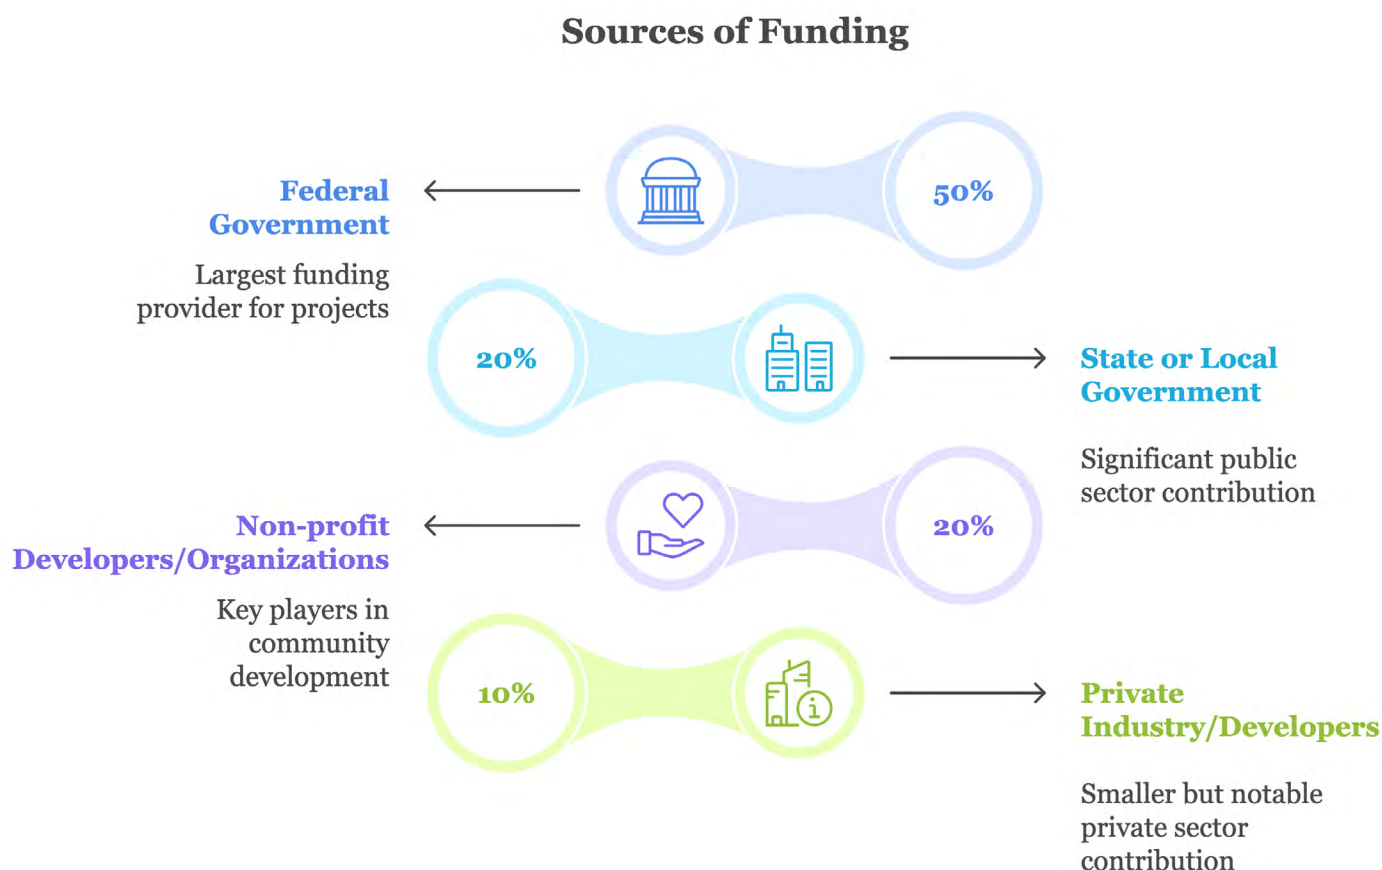 Sources of Funding
Federal
Government
50%
Largest funding
provider for projects
20%
State or Local
Government
Significant public
sector contribution
Non-profit
Developers/Organizations
20%
Key players in
community
development
10%
Private
Industry/Developers
Smaller but notable
private sector
contribution